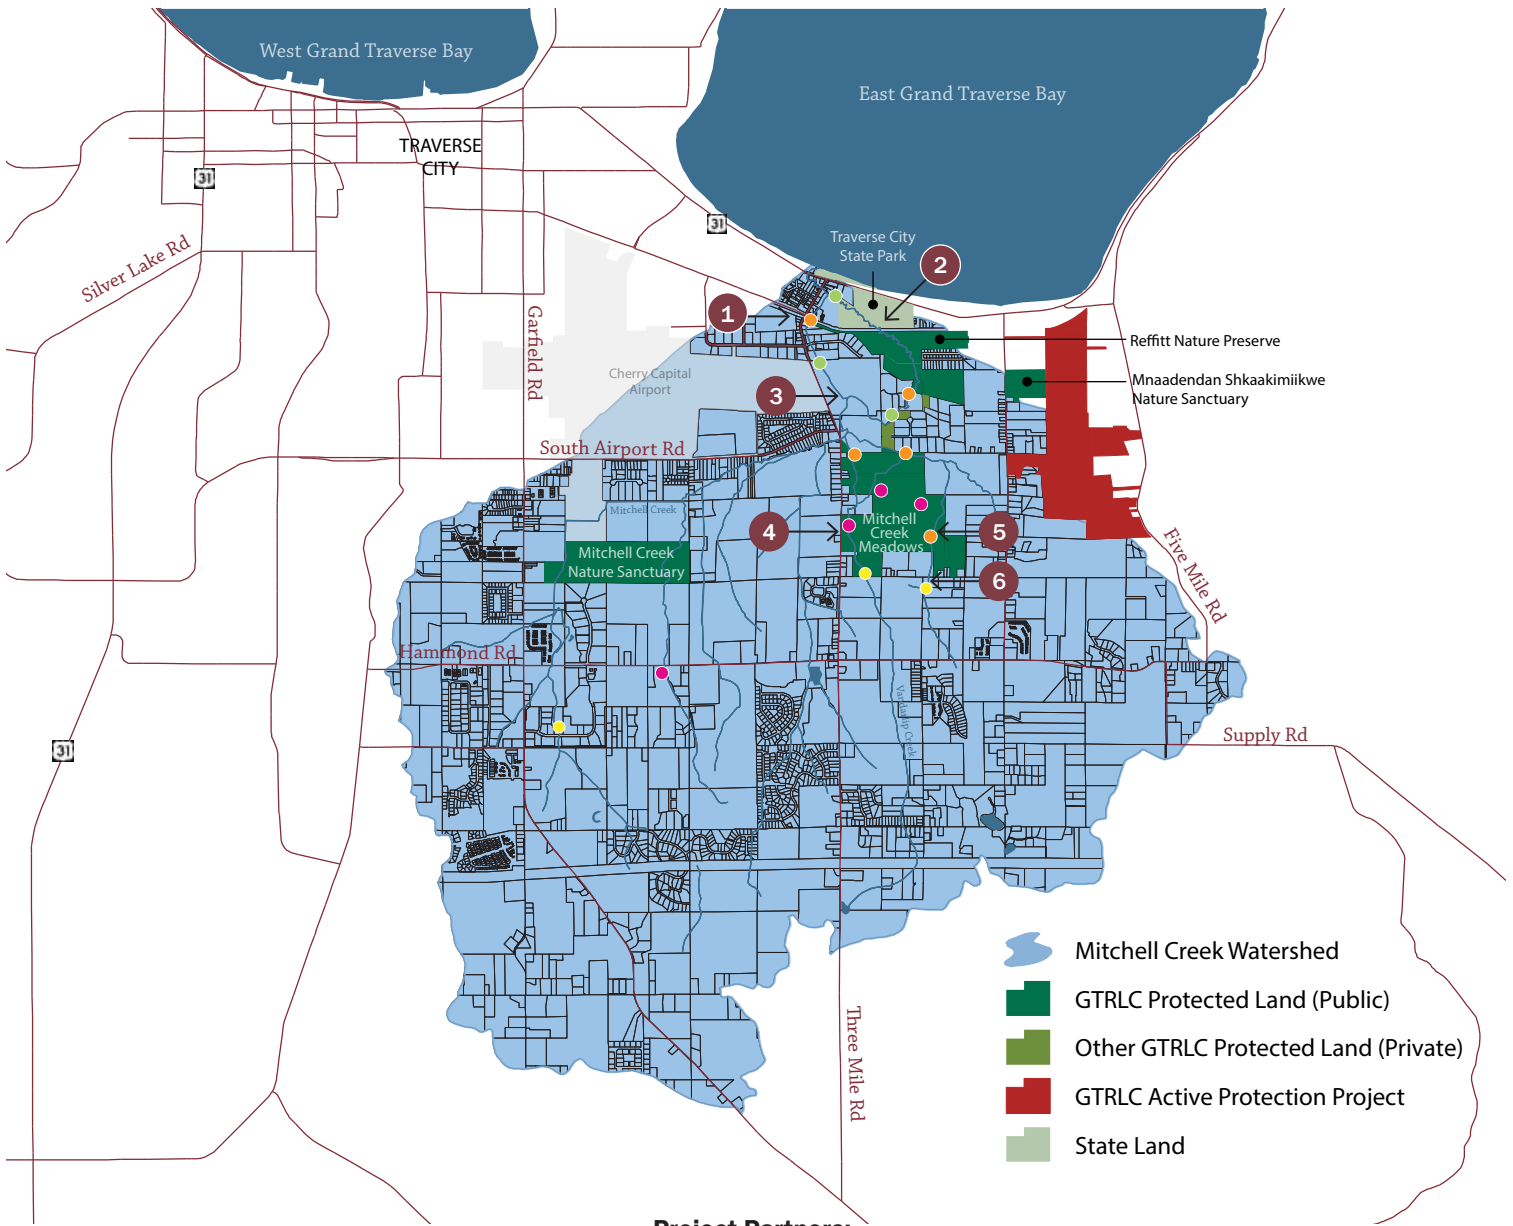 West Grand Traverse Bay
East Grand Traverse Bay
TRAVERSE
CITY
31
31
Silver Lake Rd
Traverse City
State Park
2
1
Garfield Rd
Reffitt Nature Preserve
Cherry Capital
Airport
Mnaadendan Shkaakimiikwe
Nature Sanctuary
3
South Airport Rd
Mitchell Creek
4
Mitchell
Creek
Meadows
5
Mitchell Creek
Nature Sanctuary
6
Five Mile Rd
Hammond Rd
Vandalip Creek
31
Supply Rd
C
Mitchell Creek Watershed
GTRLC Protected Land (Public)
Three Mile Rd
Other GTRLC Protected Land (Private)
GTRLC Active Protection Project
State Land
Project Partners: